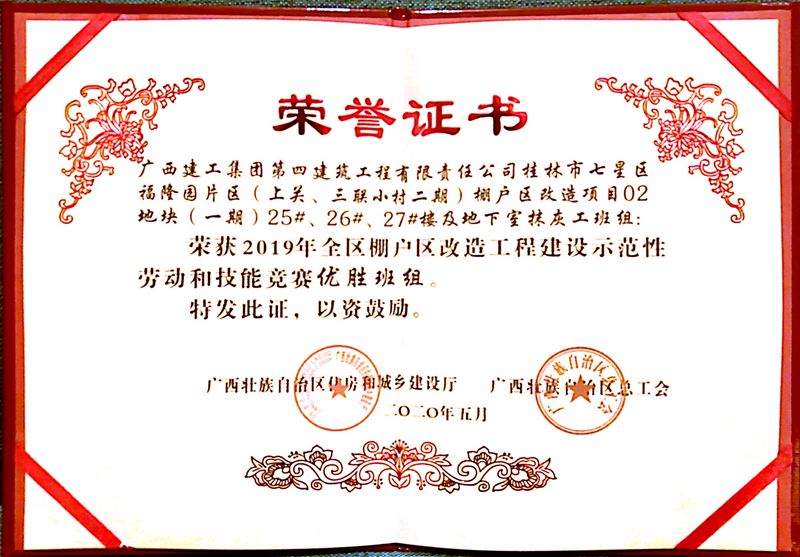 荣誉证书
广西建工集团第四建筑工程有限责任公司桂林市七星区
福隆园片区（上关、三联小村二期）棚户区改造项目02
地块（一期）25#、26#、27#楼及地下室抹灰工班组：
荣获2019年全区棚户区改造工程建设示范性
劳动和技能竞赛优胜班组。
特发此证，以资鼓励。
广西壮族自治区住房和城乡建设厅 广西壮族自治区总工会
二〇二〇年五月